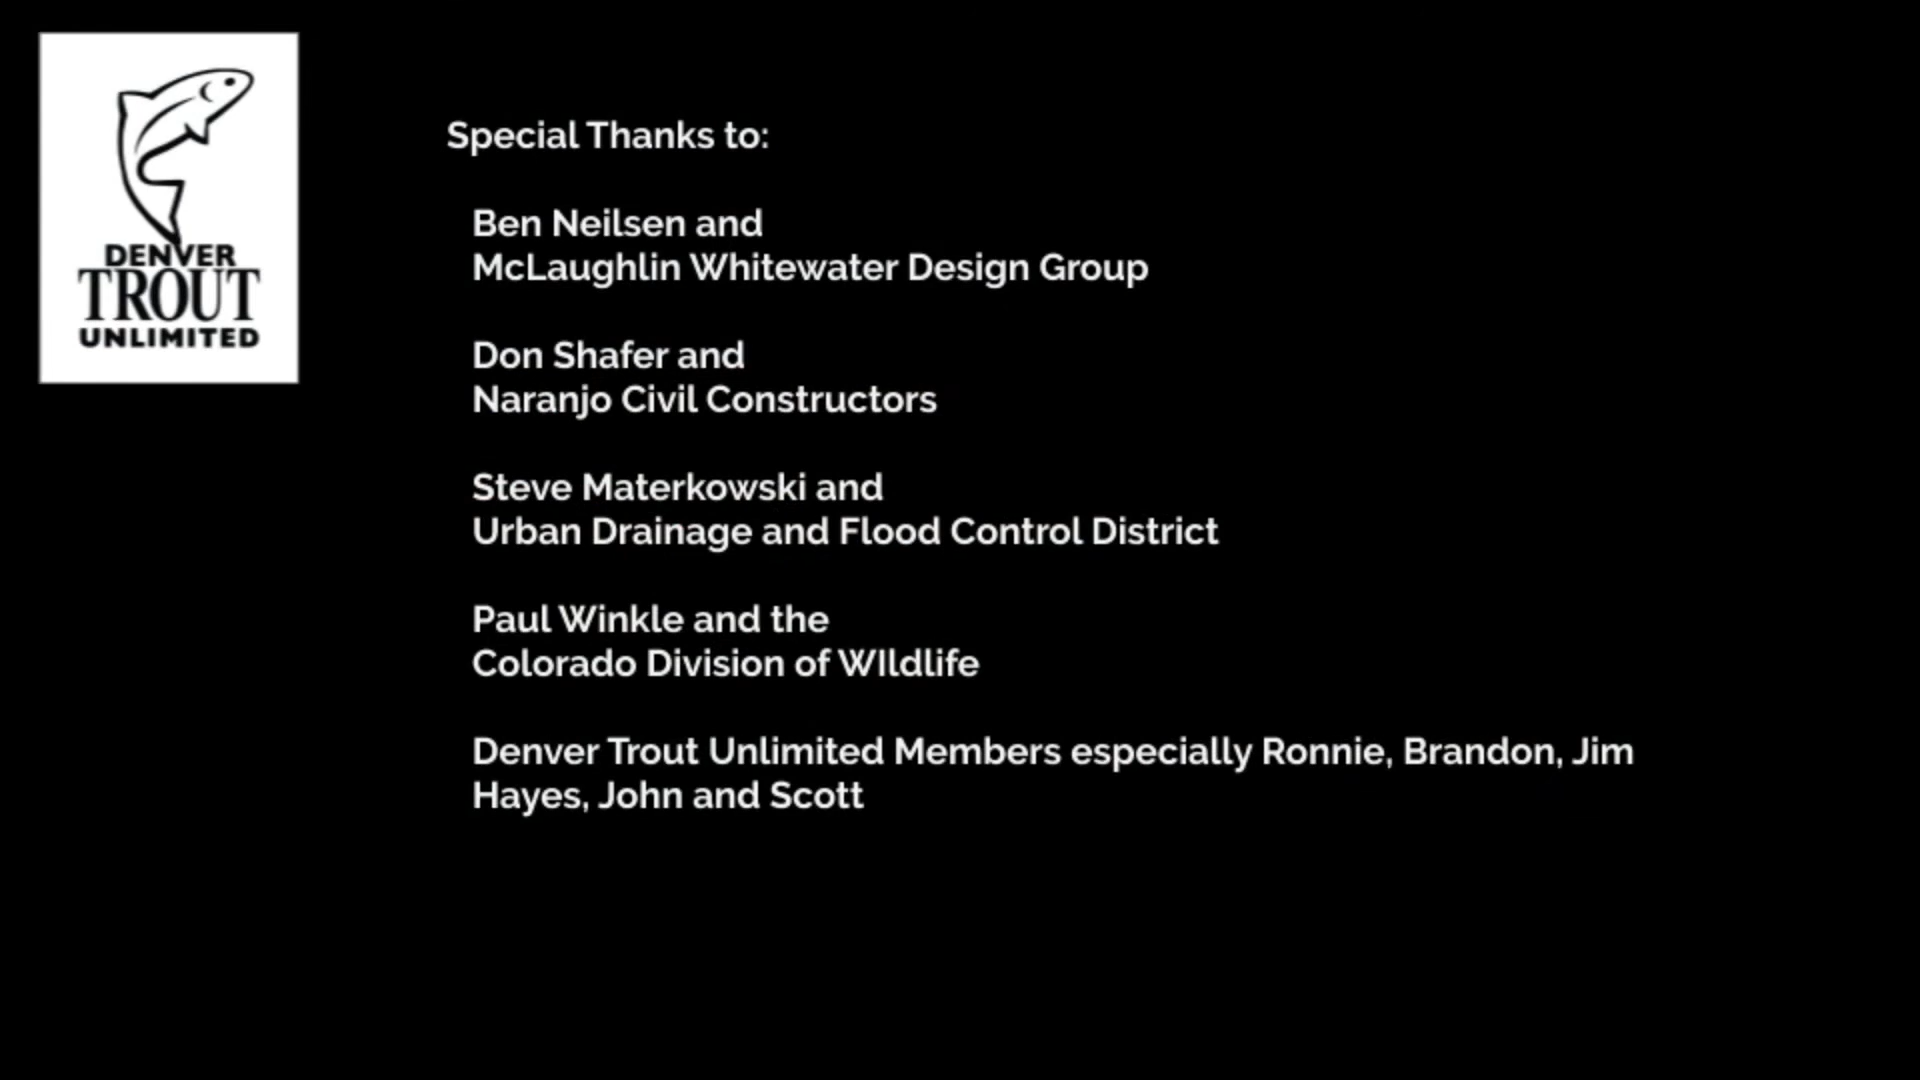 DENVER
TROUT
UNLIMITED
Special Thanks to:
Ben Neilsen and
McLaughlin Whitewater Design Group
Don Shafer and
Naranjo Civil Constructors
Steve Materkowski and
Urban Drainage and Flood Control District
Paul Winkle and the
Colorado Division of WIldlife
Denver Trout Unlimited Members especially Ronnie, Brandon, Jim
Hayes, John and Scott